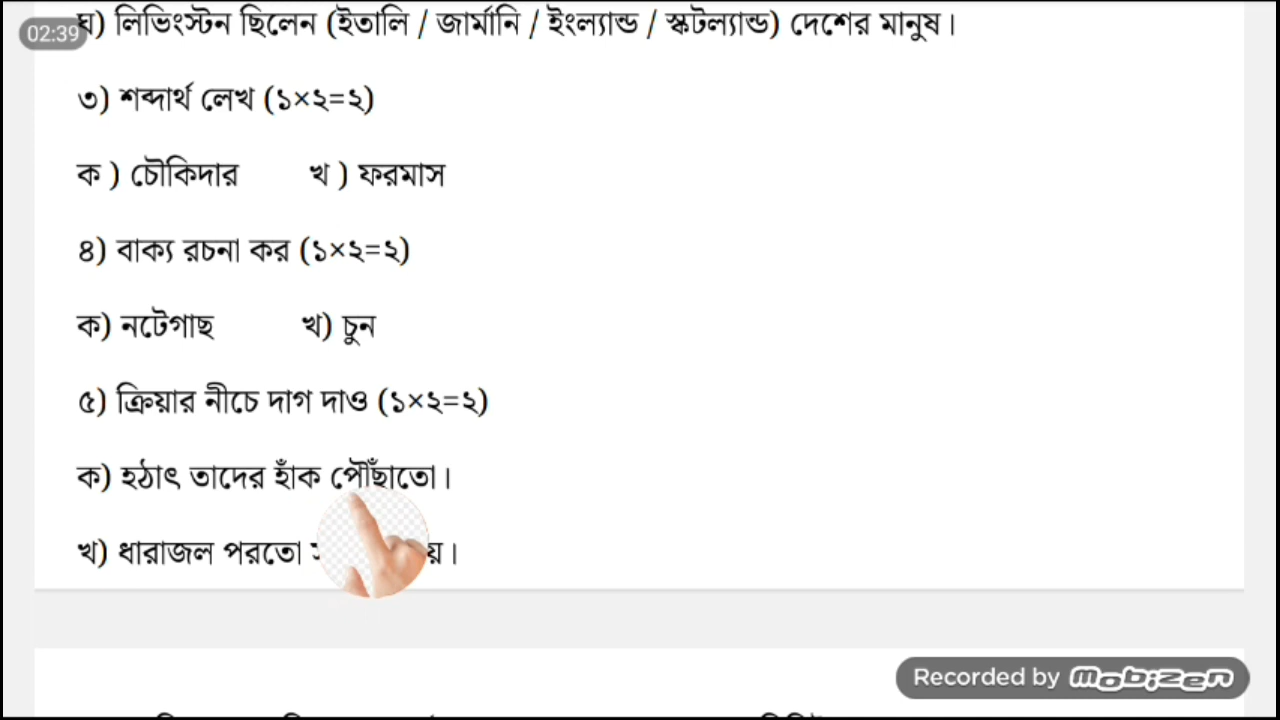 ঘ) লিভিংস্টন ছিলেন (ইতালি / জার্মানি / ইংল্যান্ড / স্কটল্যান্ড) দেশের মানুষ।
02:39
৩) শব্দার্থ লেখ (১×২=২)
ক ) চৌকিদার খ ) ফরমাস
৪) বাক্য রচনা কর (১×২=২)
ক) নটেগাছ খ) চুন
৫) ক্রিয়ার নীচে দাগ দাও (১×২=২)
ক) হঠাৎ তাদের হাঁক পৌঁছাতো।
খ) ধারাজল পরতো
Recorded by Mobizen